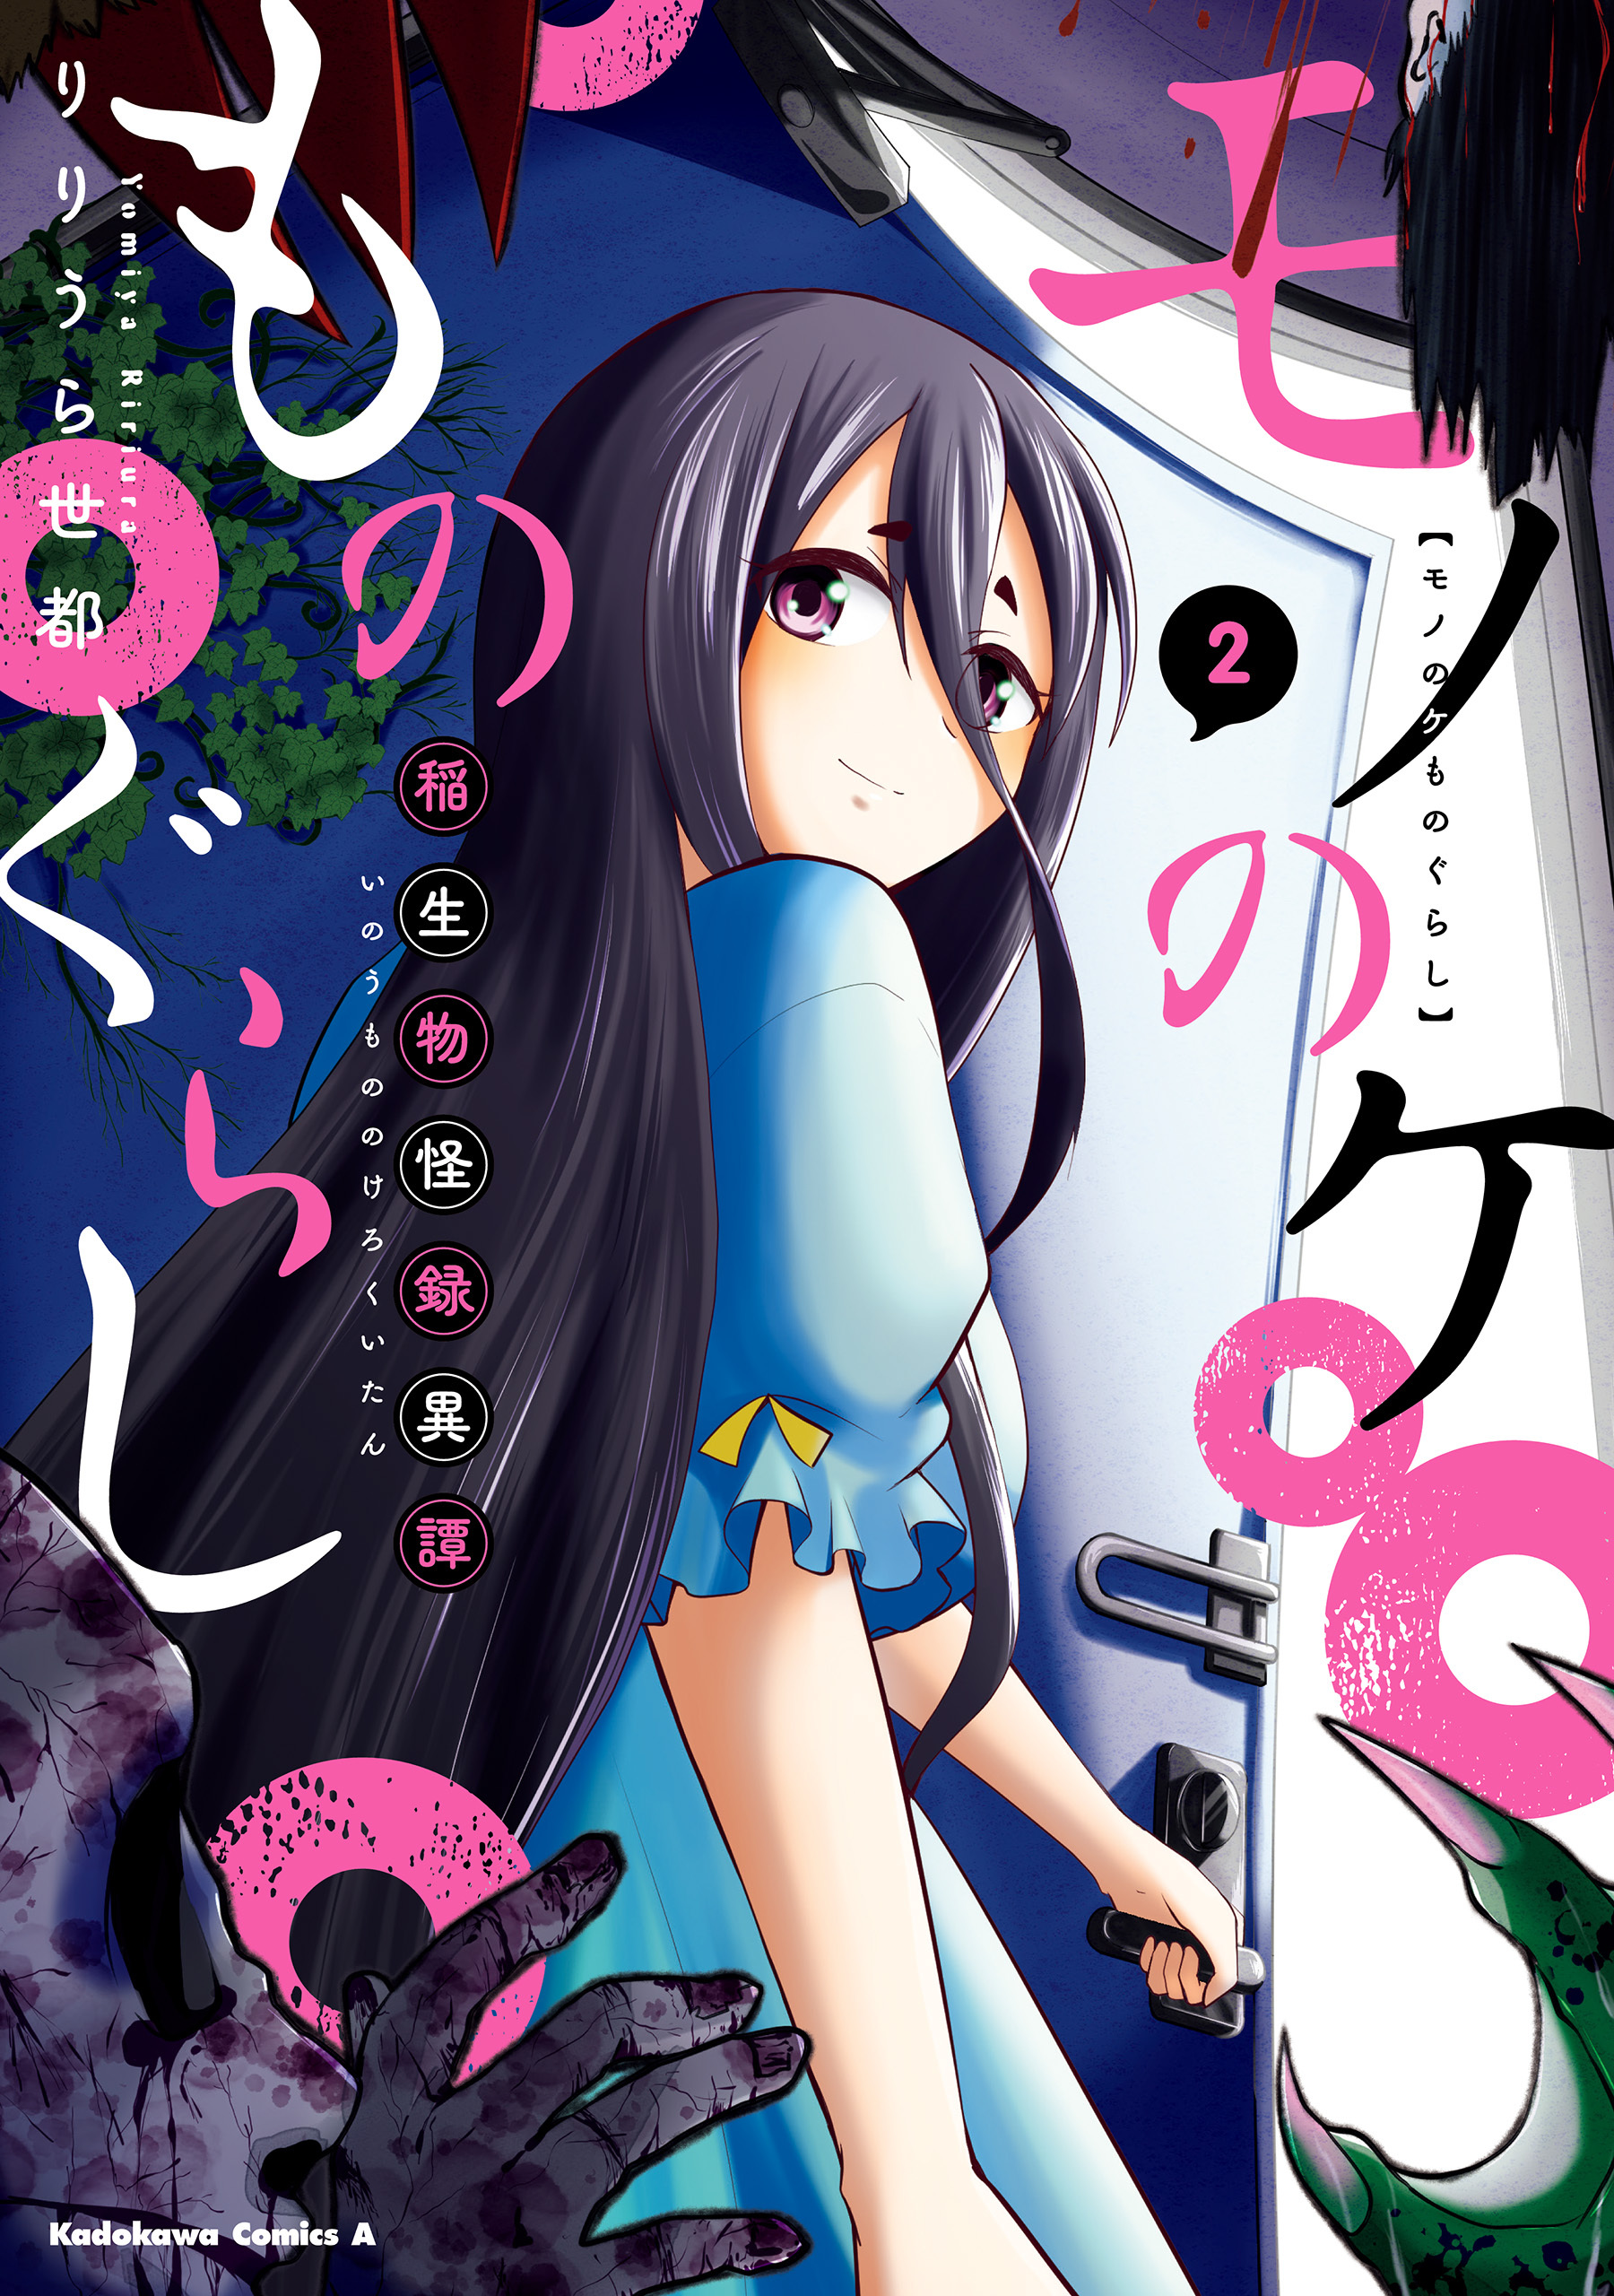 モノのケ
【モノのケものぐらし】
2
ものぐらし
稲生物怪録異譚
いのうもののけろくいたん
Yomiya Ririura
りりうら世都
Kadokawa Comics A